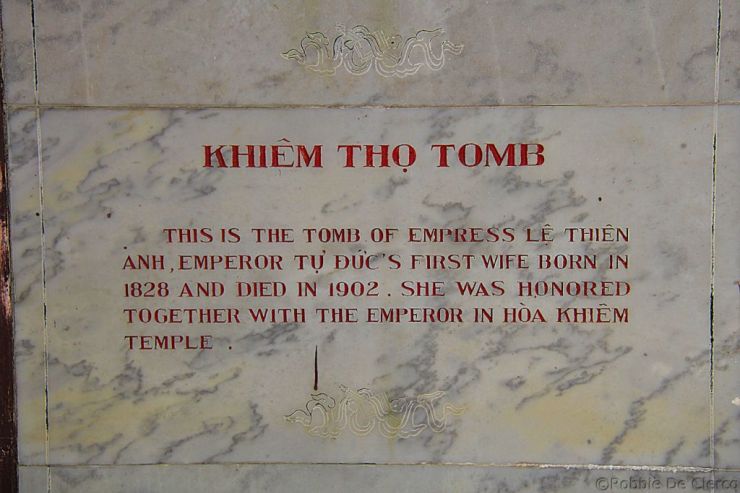 KHIÊM THỌ TOMB
THIS IS THE TOMB OF EMPRESS LÊ THIÊN
ANH, EMPEROR TỰ ĐỨC'S FIRST WIFE BORN IN
1828 AND DIED IN 1902. SHE WAS HONORED
TOGETHER WITH THE EMPEROR IN HÒA KHIÊM
TEMPLE.
©Robbie De Clercq